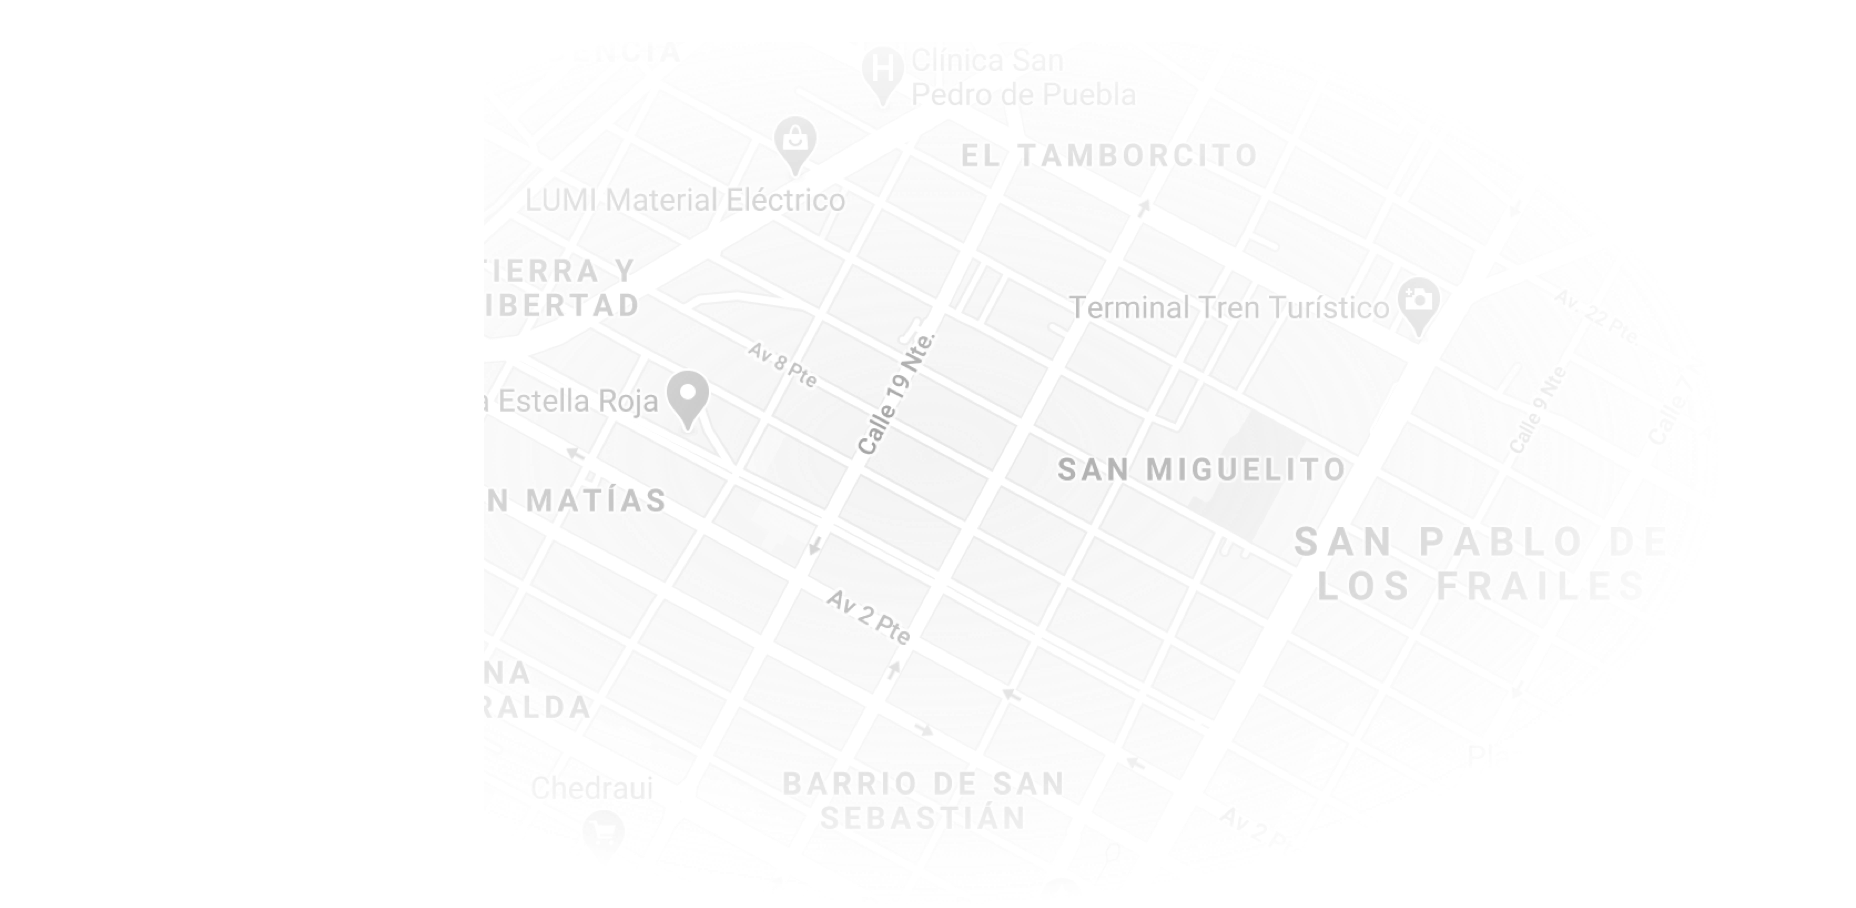 NCIA
Clínica San
Pedro de Puebla
EL TAMBORCITO
LUMI Material Eléctrico
TIERRA Y
IBERTAD
Terminal Tren Turístico
Av. 22 Pte.
Av 8 Pte
Calle 19 Nte.
a Estella Roja
Calle 9 Nte
Calle 7 N
SAN MIGUELITO
N MATÍAS
SAN PABLO DE
LOS FRAILES
Av 2 Pte
NA
RALDA
Pl
Chedraui
BARRIO DE SAN
SEBASTIÁN
Av 2 P